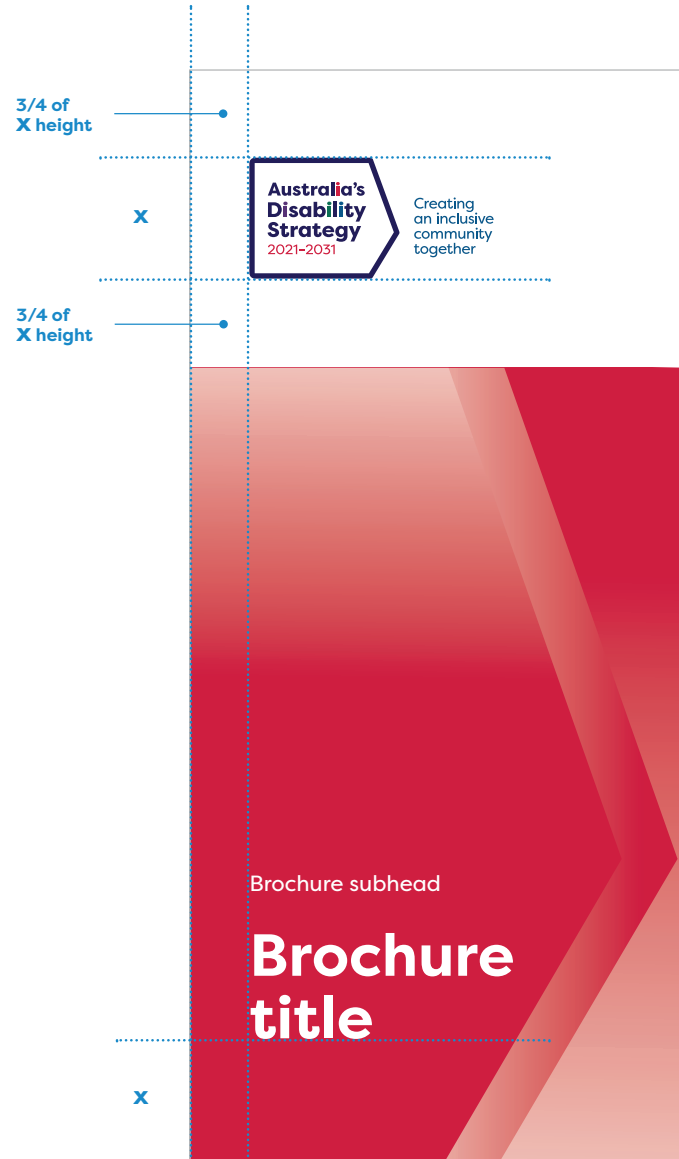 3/4 of
X height
X
Australia's
Disability
Strategy
2021–2031
Creating
an inclusive
community
together
3/4 of
X height
Brochure subhead
Brochure
title
X